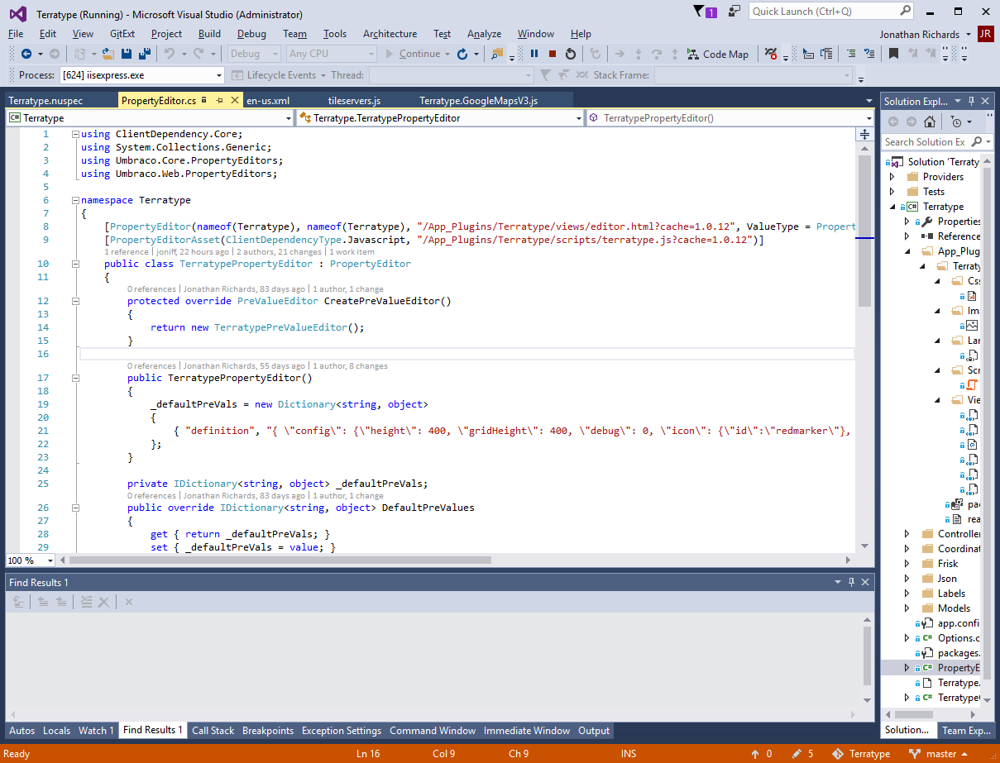 Terratype (Running) - Microsoft Visual Studio (Administrator)
1
Quick Launch (Ctrl+Q)
File Edit View GitExt Project Build Debug Team Tools Architecture Test Analyze Window Help
Jonathan Richards JR
Debug Any CPU Continue Code Map
Process: [624] iisexpress.exe Lifecycle Events Thread: Stack Frame:
Terratype.nuspec PropertyEditor.cs en-us.xml tileservers.js Terratype.GoogleMapsV3.js
C# Terratype Terratype.TerratypePropertyEditor TerratypePropertyEditor()
1 using ClientDependency.Core;
2 using System.Collections.Generic;
3 using Umbraco.Core.PropertyEditors;
4 using Umbraco.Web.PropertyEditors;
5
6 namespace Terratype
7 {
8 [PropertyEditor(nameof(Terratype), nameof(Terratype), "/App_Plugins/Terratype/views/editor.html?cache=1.0.12", ValueType = Propert
9 [PropertyEditorAsset(ClientDependencyType.Javascript, "/App_Plugins/Terratype/scripts/terratype.js?cache=1.0.12")]
1 reference | joniff, 22 hours ago | 2 authors, 21 changes | 1 work item
10 public class TerratypePropertyEditor : PropertyEditor
11 {
0 references | Jonathan Richards, 83 days ago | 1 author, 1 change
12 protected override PreValueEditor CreatePreValueEditor()
13 {
14 return new TerratypePreValueEditor();
15 }
16
0 references | Jonathan Richards, 55 days ago | 1 author, 8 changes
17 public TerratypePropertyEditor()
18 {
19 _defaultPreVals = new Dictionary<string, object>
20 {
21 { "definition", "{ \"config\": {\"height\": 400, \"gridHeight\": 400, \"debug\": 0, \"icon\": {\"id\":\"redmarker\"},
22 };
23 }
24
25 private IDictionary<string, object> _defaultPreVals;
0 references | Jonathan Richards, 83 days ago | 1 author, 1 change
26 public override IDictionary<string, object> DefaultPreValues
27 {
28 get { return _defaultPreVals; }
29 set { _defaultPreVals = value; }
100 %
Find Results 1
Autos Locals Watch 1 Find Results 1 Call Stack Breakpoints Exception Settings Command Window Immediate Window Output
Solution Expl...
Search Solution Ex
Solution 'Terraty
Providers
Tests
C# Terratype
Properties
Reference
App_Plug
Terraty
Css
Ima
Lar
Scr
Vie
pac
rea
Controller
Coordinat
Frisk
Json
Labels
Models
app.confi
C# Options.c
packages.
C# PropertyE
Terratype.
C# Terratype
Solution... Team Exp...
Ready Ln 16 Col 9 Ch 9 INS 0 5 Terratype master